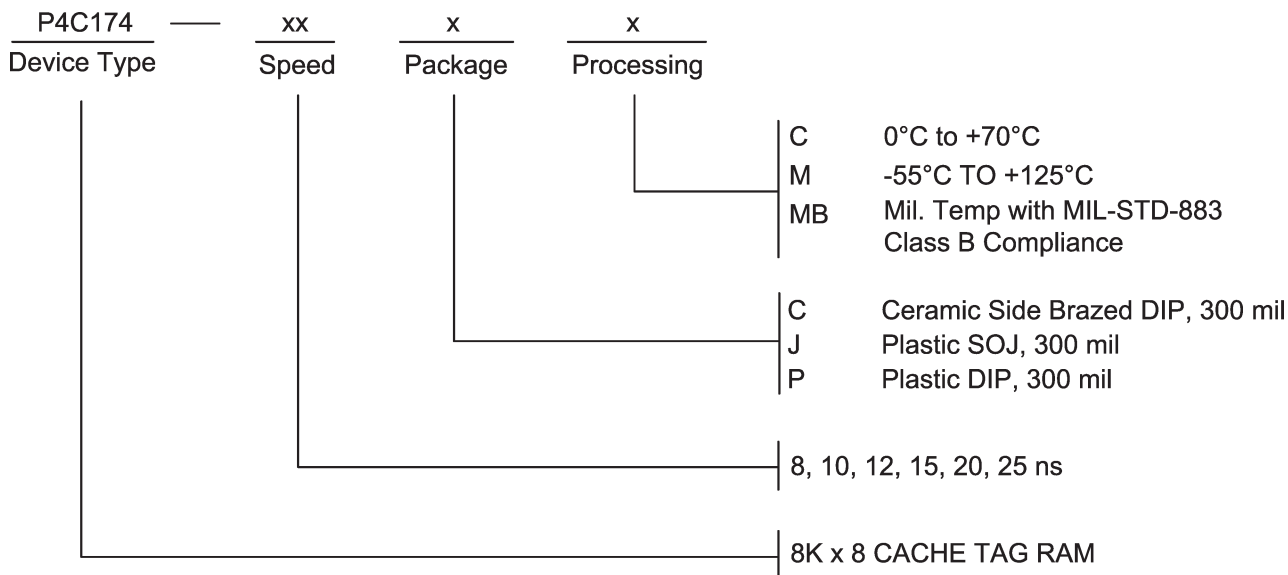 P4C174 — xx x x
Device Type Speed Package Processing
C 0°C to +70°C
M -55°C TO +125°C
MB Mil. Temp with MIL-STD-883
Class B Compliance
C Ceramic Side Brazed DIP, 300 mil
J Plastic SOJ, 300 mil
P Plastic DIP, 300 mil
8, 10, 12, 15, 20, 25 ns
8K x 8 CACHE TAG RAM